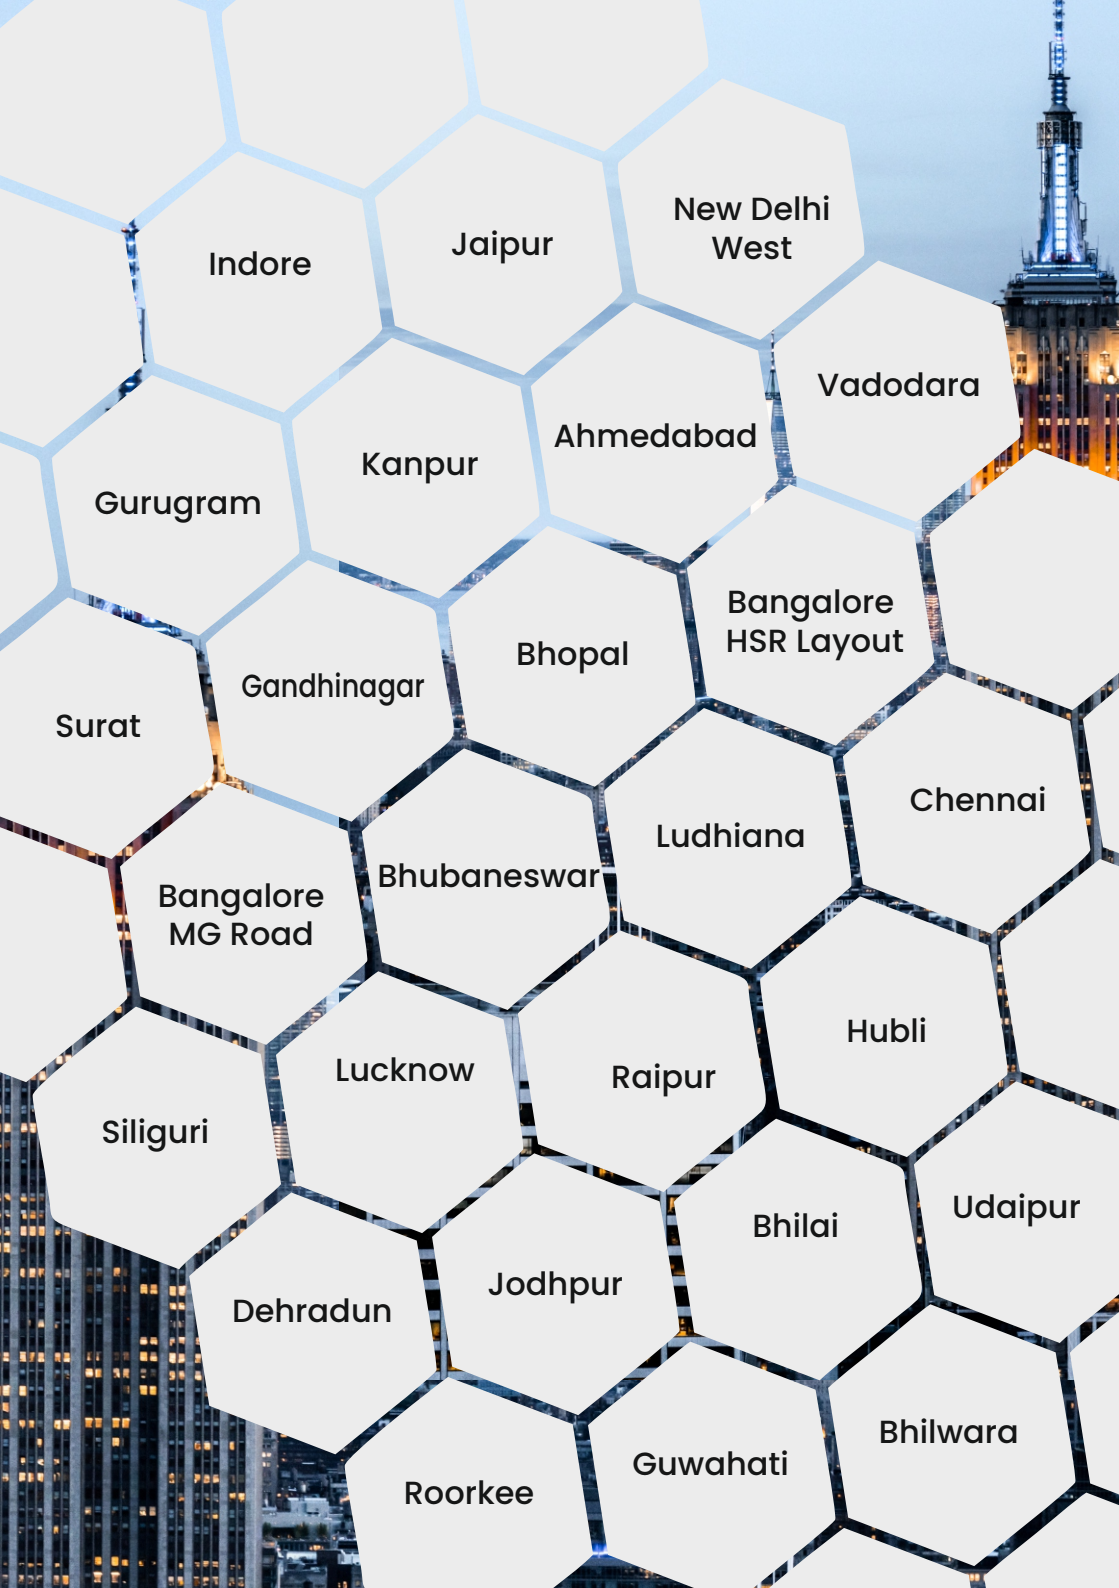 New Delhi
West
Indore
Jaipur
Vadodara
Ahmedabad
Kanpur
Gurugram
Bangalore
HSR Layout
Bhopal
Gandhinagar
Surat
Chennai
Ludhiana
Bhubaneswar
Bangalore
MG Road
Hubli
Raipur
Lucknow
Siliguri
Udaipur
Bhilai
Jodhpur
Dehradun
Bhilwara
Guwahati
Roorkee